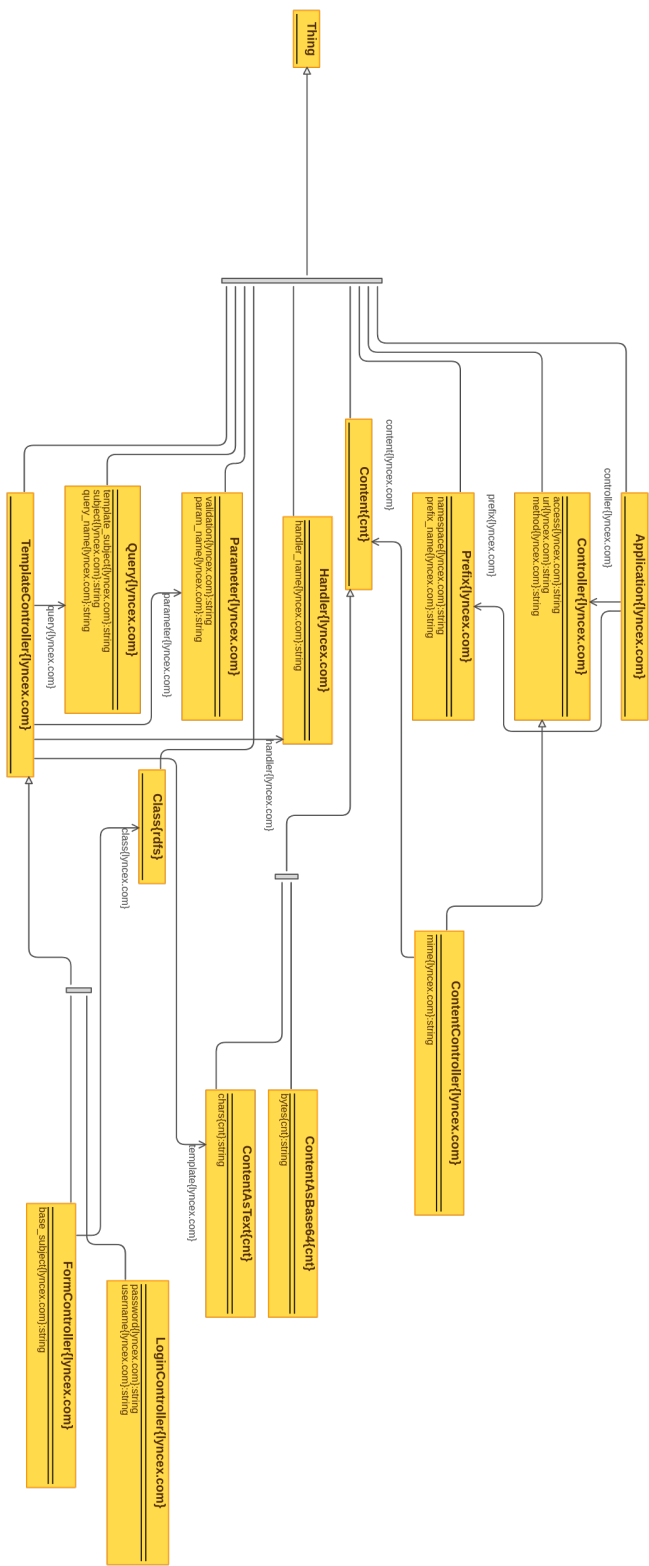 Thing
Application{lyncex.com}
controller{lyncex.com}
Controller{lyncex.com}
access{lyncex.com}:string
url{lyncex.com}:string
method{lyncex.com}:string
prefix{lyncex.com}
Prefix{lyncex.com}
namespace{lyncex.com}:string
prefix_name{lyncex.com}:string
content{lyncex.com}
Content{cnt}
Handler{lyncex.com}
handler_name{lyncex.com}:string
Parameter{lyncex.com}
validation{lyncex.com}:string
param_name{lyncex.com}:string
parameter{lyncex.com}
Query{lyncex.com}
template_subject{lyncex.com}:string
subject{lyncex.com}:string
query_name{lyncex.com}:string
query{lyncex.com}
TemplateController{lyncex.com}
handler{lyncex.com}
Class{rdfs}
class{lyncex.com}
ContentController{lyncex.com}
mime{lyncex.com}:string
ContentAsBase64{cnt}
bytes{cnt}:string
ContentAsText{cnt}
chars{cnt}:string
template{lyncex.com}
LoginController{lyncex.com}
password{lyncex.com}:string
username{lyncex.com}:string
FormController{lyncex.com}
base_subject{lyncex.com}:string